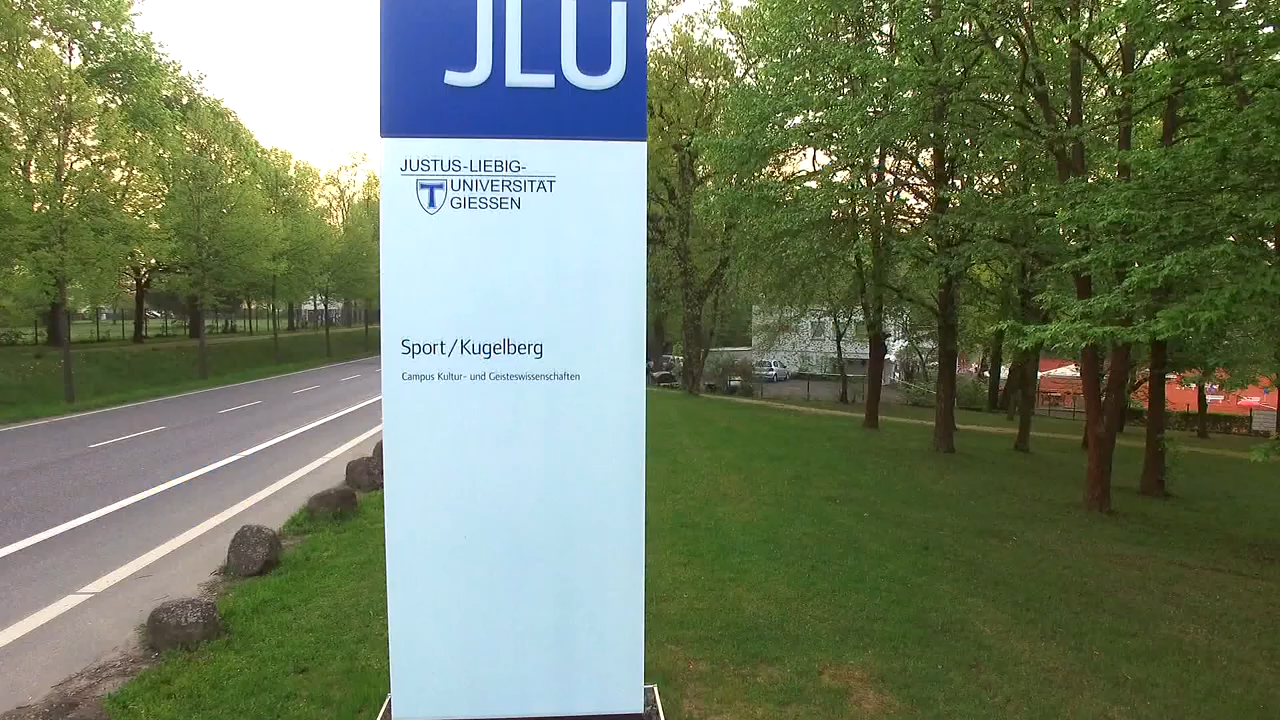 JLU
JUSTUS-LIEBIG-
UNIVERSITAT
GIESSEN
Sport/Kugelberg
Campus Kultur- und Geisteswissenschaften